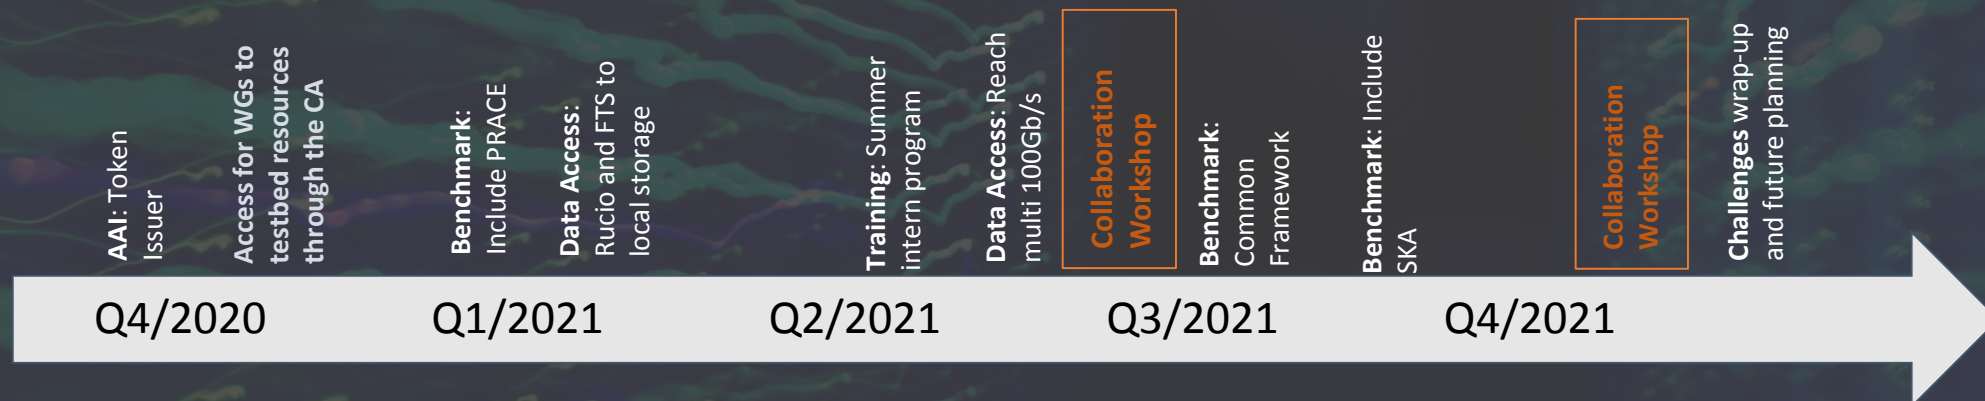 AAI: Token
Issuer
Access for WGs to
testbed resources
through the CA
Benchmark:
Include PRACE
Data Access:
Rucio and FTS to
local storage
Training: Summer
intern program
Data Access: Reach
multi 100Gb/s
Collaboration
Workshop
Benchmark:
Common
Framework
Benchmark: Include
SKA
Collaboration
Workshop
Challenges wrap-up
and future planning
Q4/2020
Q1/2021
Q2/2021
Q3/2021
Q4/2021